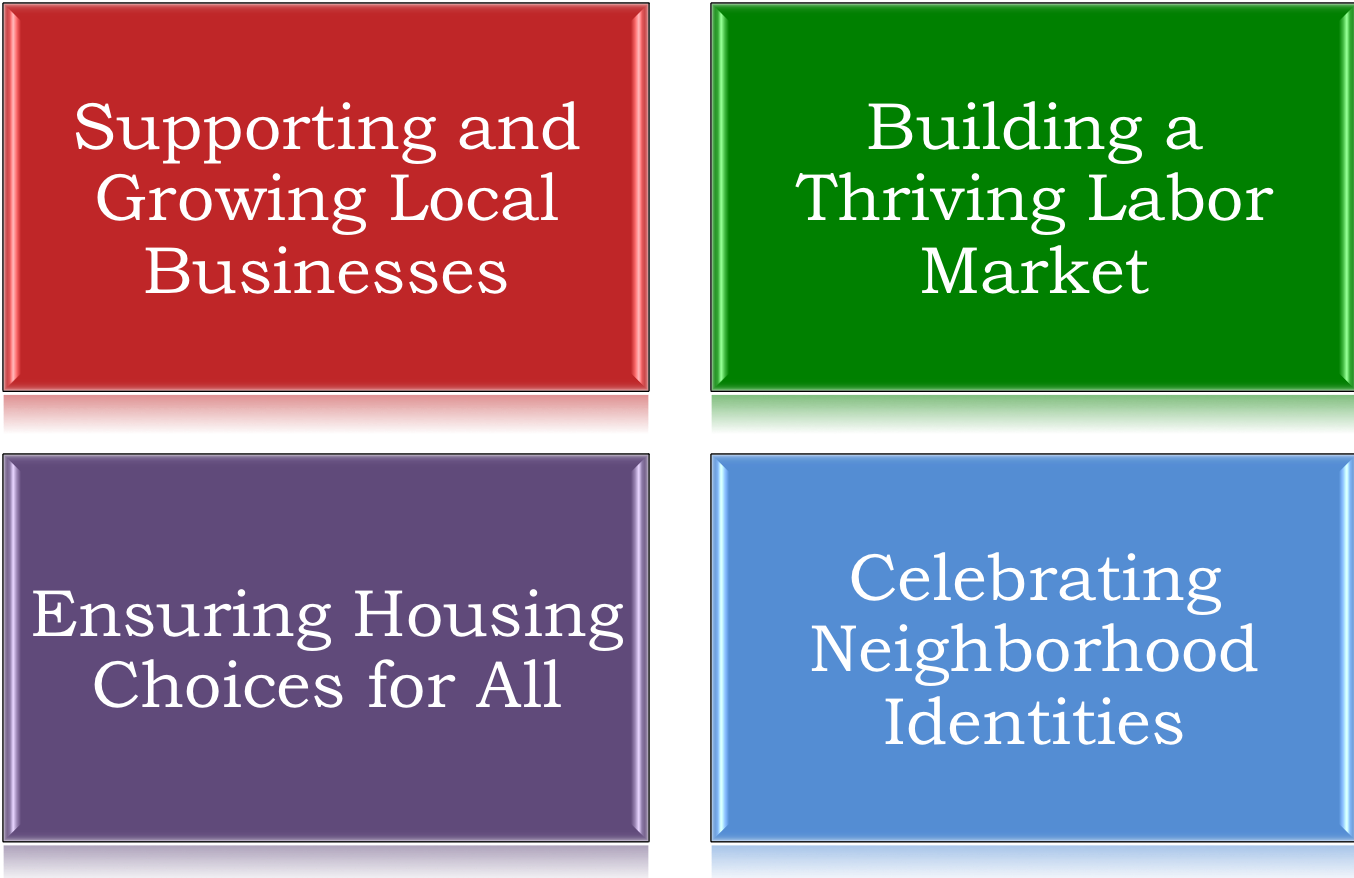 Supporting and
Growing Local
Businesses
Building a
Thriving Labor
Market
Ensuring Housing
Choices for All
Celebrating
Neighborhood
Identities